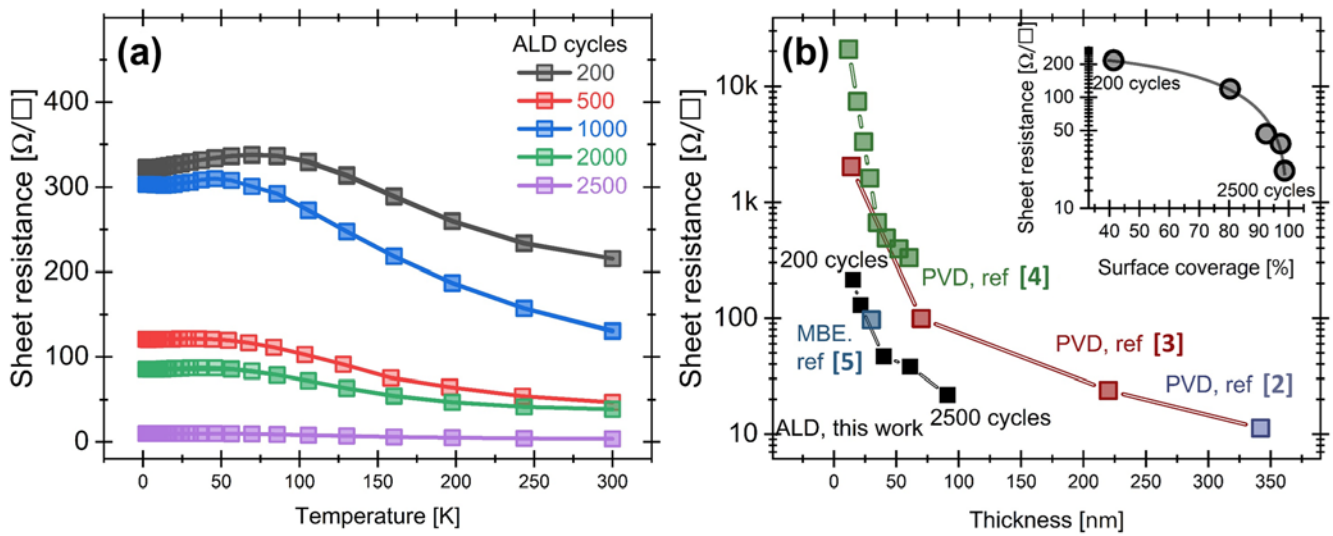 (a)
ALD cycles
200
500
1000
2000
2500
Sheet resistance [Ω/□]
400
300
200
100
0
0 50 100 150 200 250 300
Temperature [K]
(b)
Sheet resistance [Ω/□]
10k
1k
100
10
0 50 100 150 200 250 300 350
Thickness [nm]
200 cycles
PVD, ref [4]
MBE.
ref [5]
PVD, ref [3]
PVD, ref [2]
2500 cycles
ALD, this work
Sheet resistance [Ω/□]
200
100
50
10
200 cycles
2500 cycles
40 50 60 70 80 90 100
Surface coverage [%]